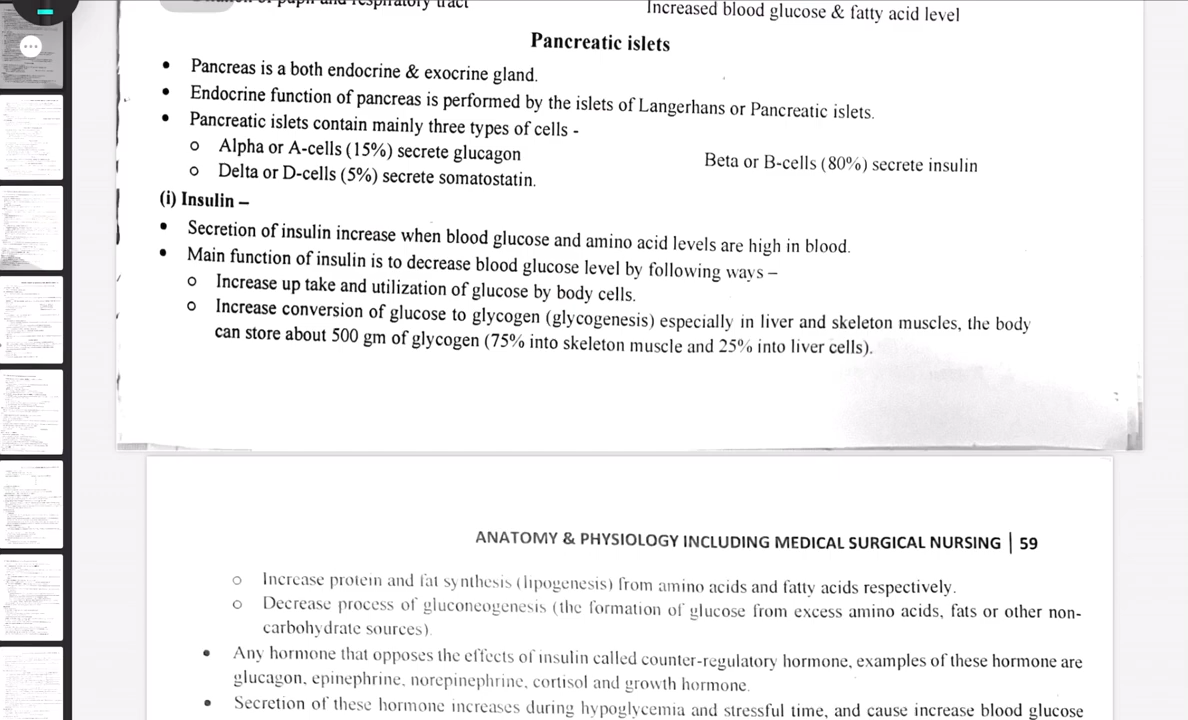 Increased blood glucose & fatty acid level
Pancreatic islets
• Pancreas is a both endocrine & exocrine gland.
• Endocrine function of pancreas is performed by the islets of Langerhans or Pancreatic islets.
• Pancreatic islets contain mainly three types of cells -
o Alpha or A-cells (15%) secrete glucagon
Beta or B-cells (80%) secrete insulin
o Delta or D-cells (5%) secrete somatostatin.
(i) Insulin –
• Secretion of insulin increase when blood glucose and amino acid levels are high in blood.
• Main function of insulin is to decrease blood glucose level by following ways –
o Increase up take and utilization of glucose by body cells.
o Increase conversion of glucose to glycogen (glycogenesis) especially in liver and skeleton muscles, the body
can store about 500 gm of glycogen (75% into skeleton muscle and 25% into liver cells).
ANATOMY & PHYSIOLOGY INCLUDING MEDICAL SURGICAL NURSING | 59
o Increase protein and fat synthesis (lipogenesis) from amino acids and fatty acids respectively.
o Decrease process of gluconeogenesis (the formation of glucose from excess amino acids, fats or other non-
carbohydrate sources).
• Any hormone that opposes the effects of insulin called counter-regulatory hormone, examples of these hormone are
glucagon, epinephrine, norepinephrine, cortisol and growth hormone.
• Secretion of these hormone increases during hypoglycemia and stressful time, and cause increase blood glucose